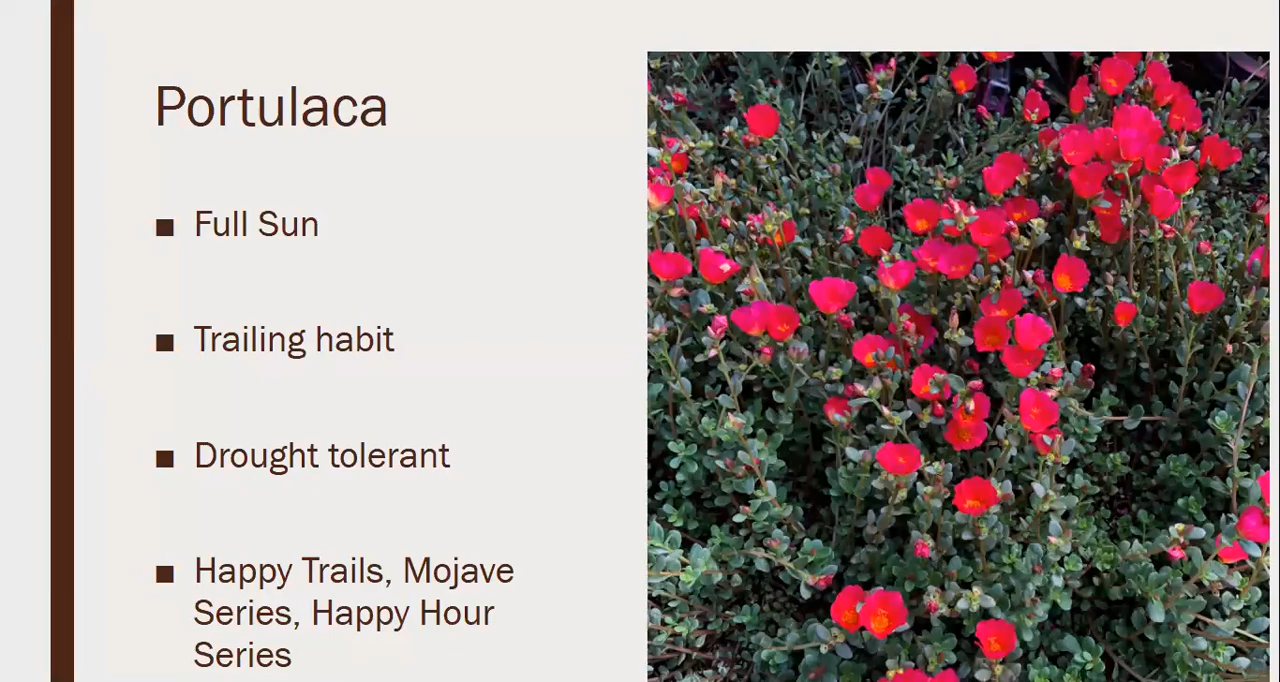 Portulaca
■ Full Sun
■ Trailing habit
■ Drought tolerant
■ Happy Trails, Mojave
Series, Happy Hour
Series